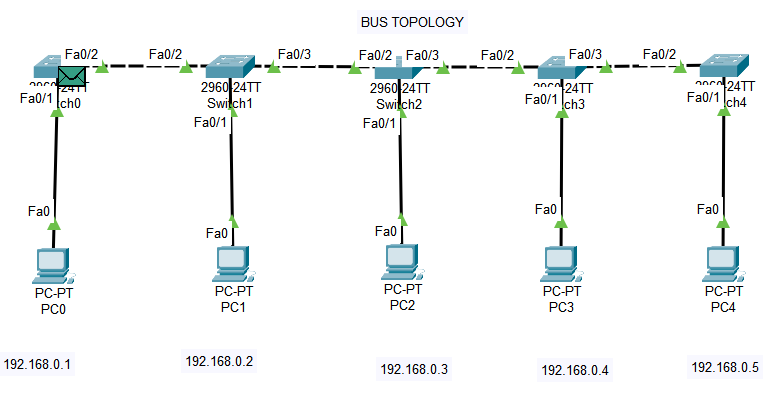 BUS TOPOLOGY
Fa0/2
Fa0/2
Fa0/3
Fa0/2
Fa0/3
Fa0/2
Fa0/3
Fa0/2
2960-24TT
2960-24TT
Switch1
2960-24TT
Switch2
Fa0/1
Fa0/1
Fa0/1
Fa0/1
Fa0/1
Fa0
Fa0
Fa0
Fa0
Fa0
PC-PT
PC0
PC-PT
PC1
PC-PT
PC2
PC-PT
PC3
PC-PT
PC4
192.168.0.1
192.168.0.2
192.168.0.3
192.168.0.4
192.168.0.5